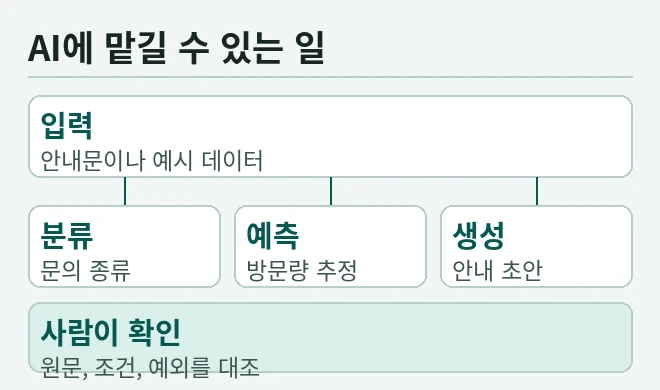 AI에 맡길 수 있는 일
입력
안내문이나 예시 데이터
분류
문의 종류
예측
방문량 추정
생성
안내 초안
사람이 확인
원문, 조건, 예외를 대조